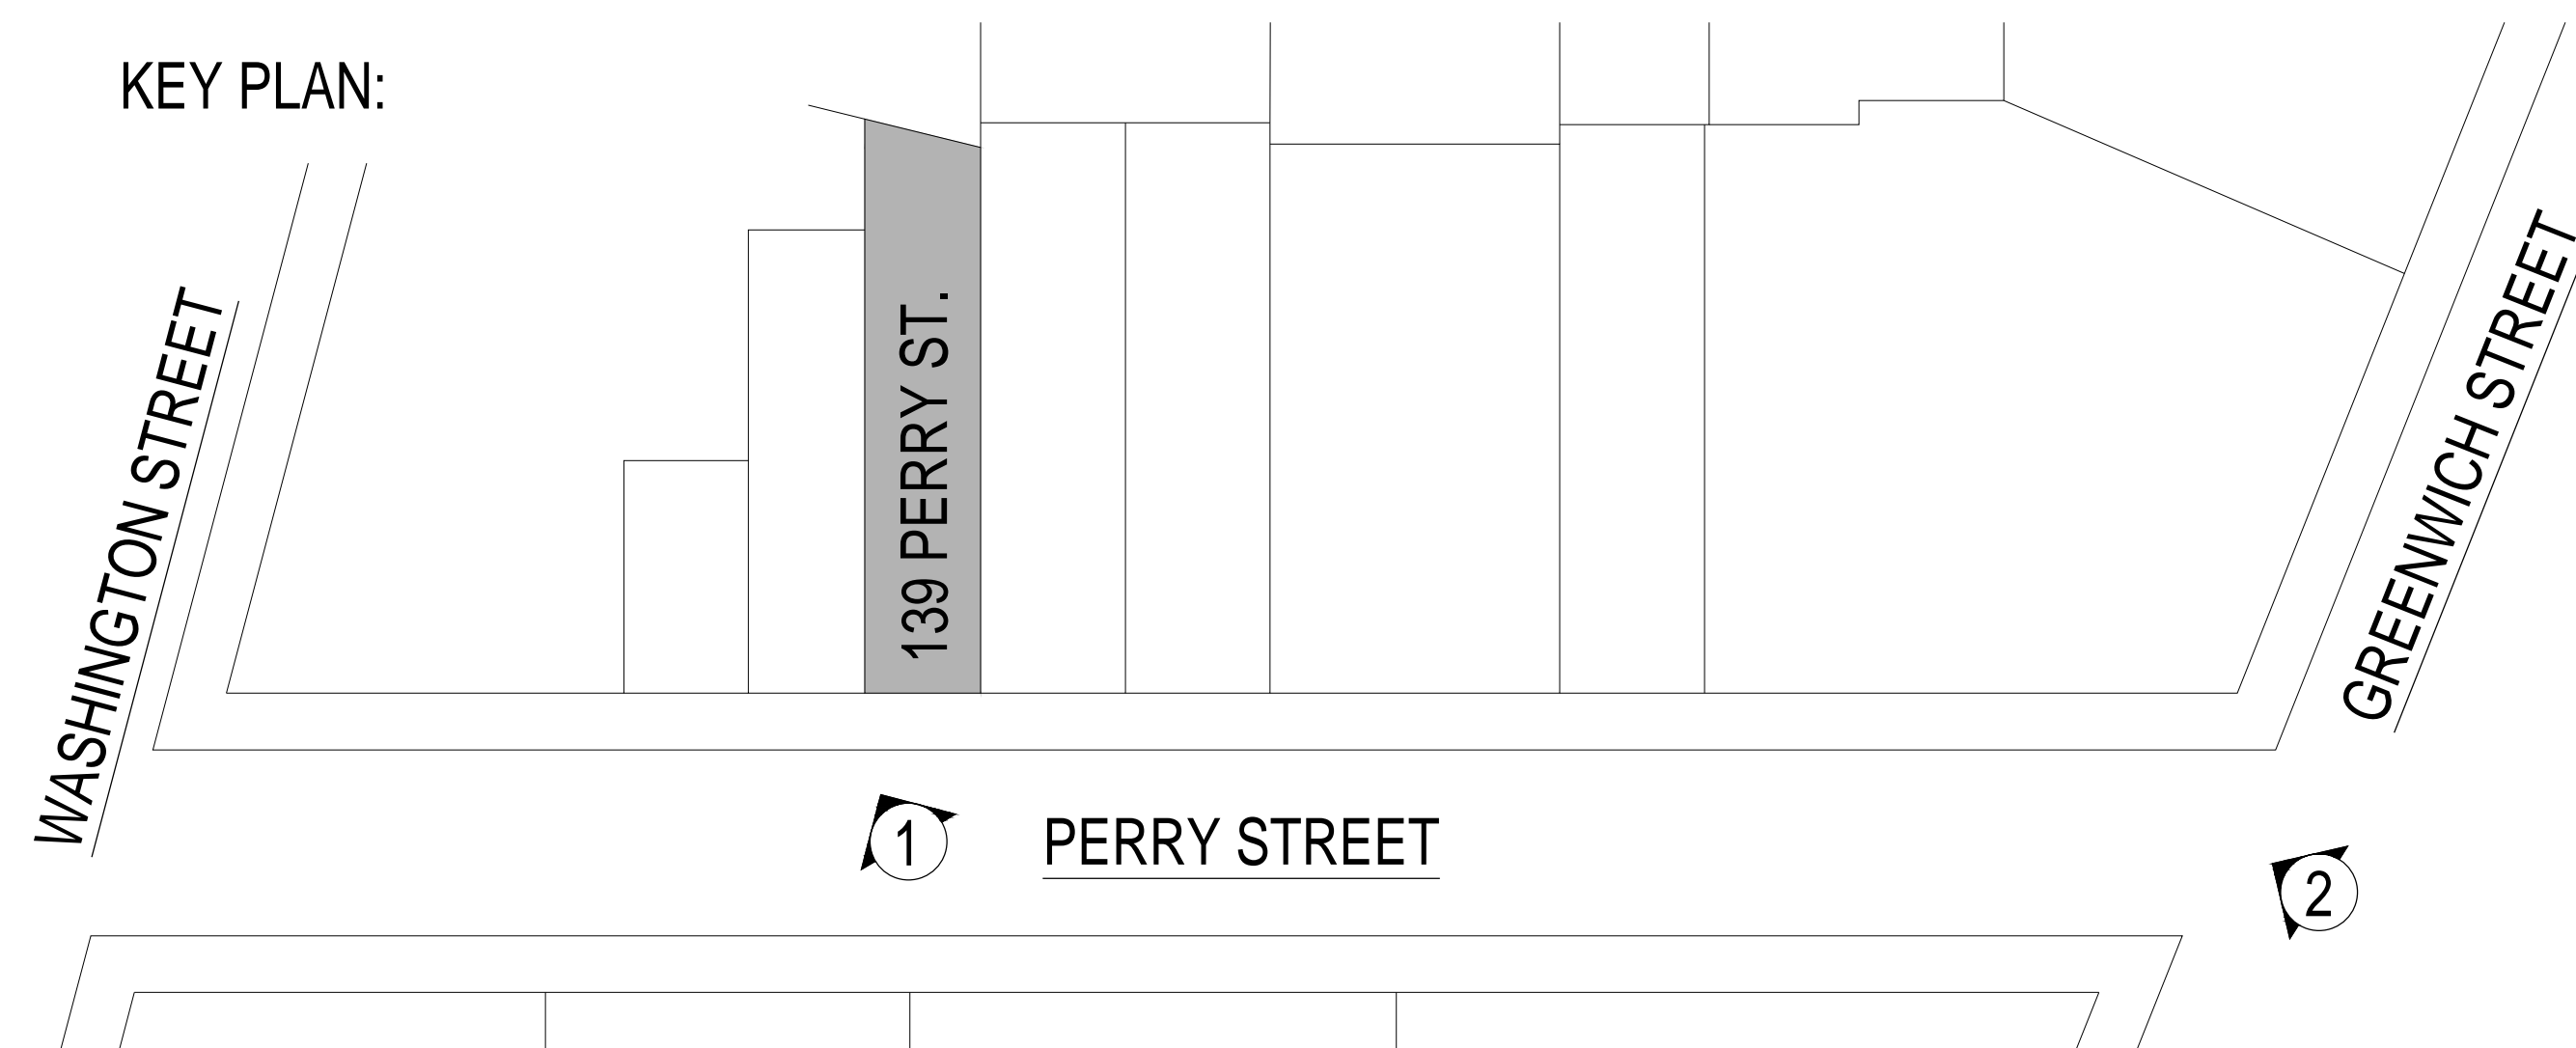 KEY PLAN:
WASHINGTON STREET
139 PERRY ST.
GREENWICH STREET
1
PERRY STREET
2